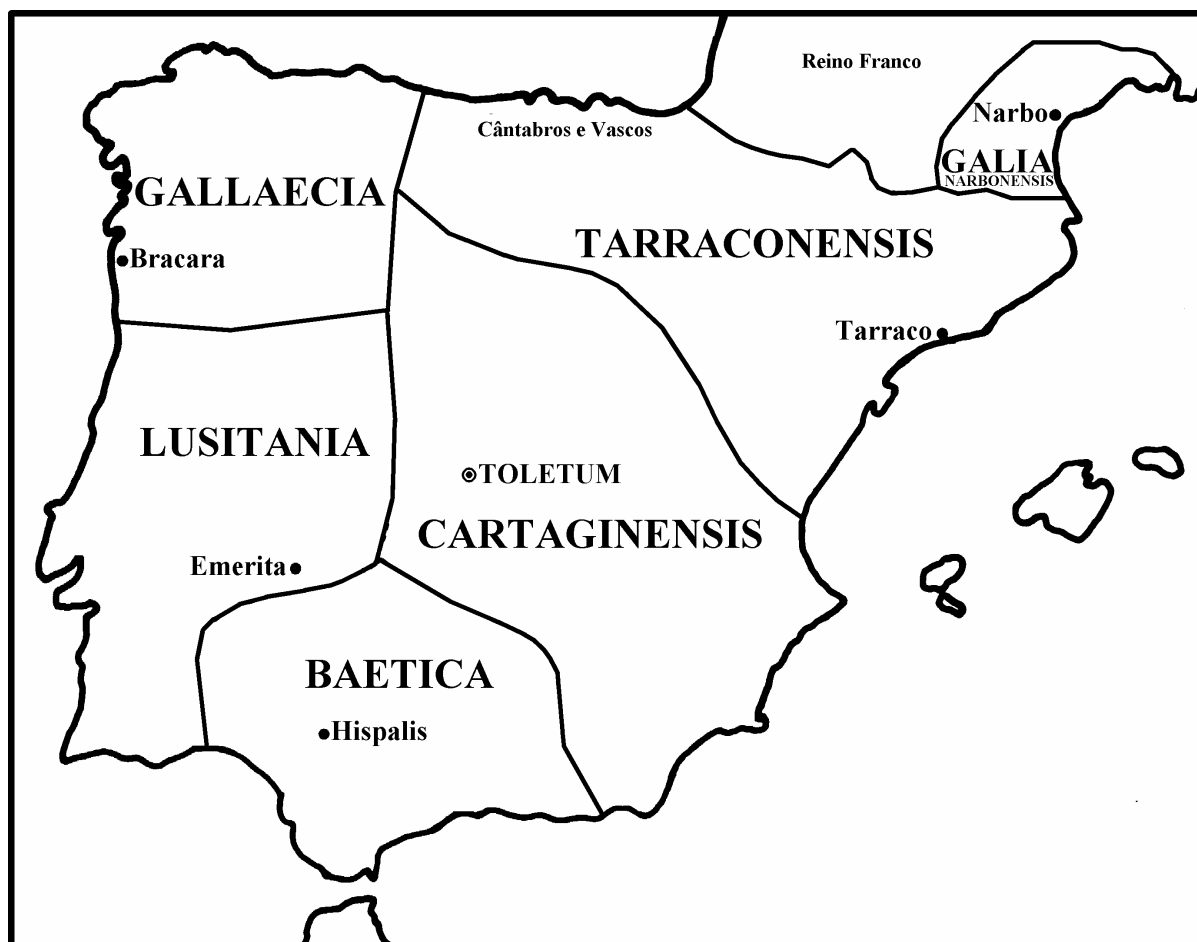 Reino Franco
Narbo
Cântabros e Vascos
GALIA
NARBONENSIS
GALLAECIA
TARRACONENSIS
Bracara
Tarraco
LUSITANIA
TOLETUM
CARTAGINENSIS
Emerita
BAETICA
Hispalis